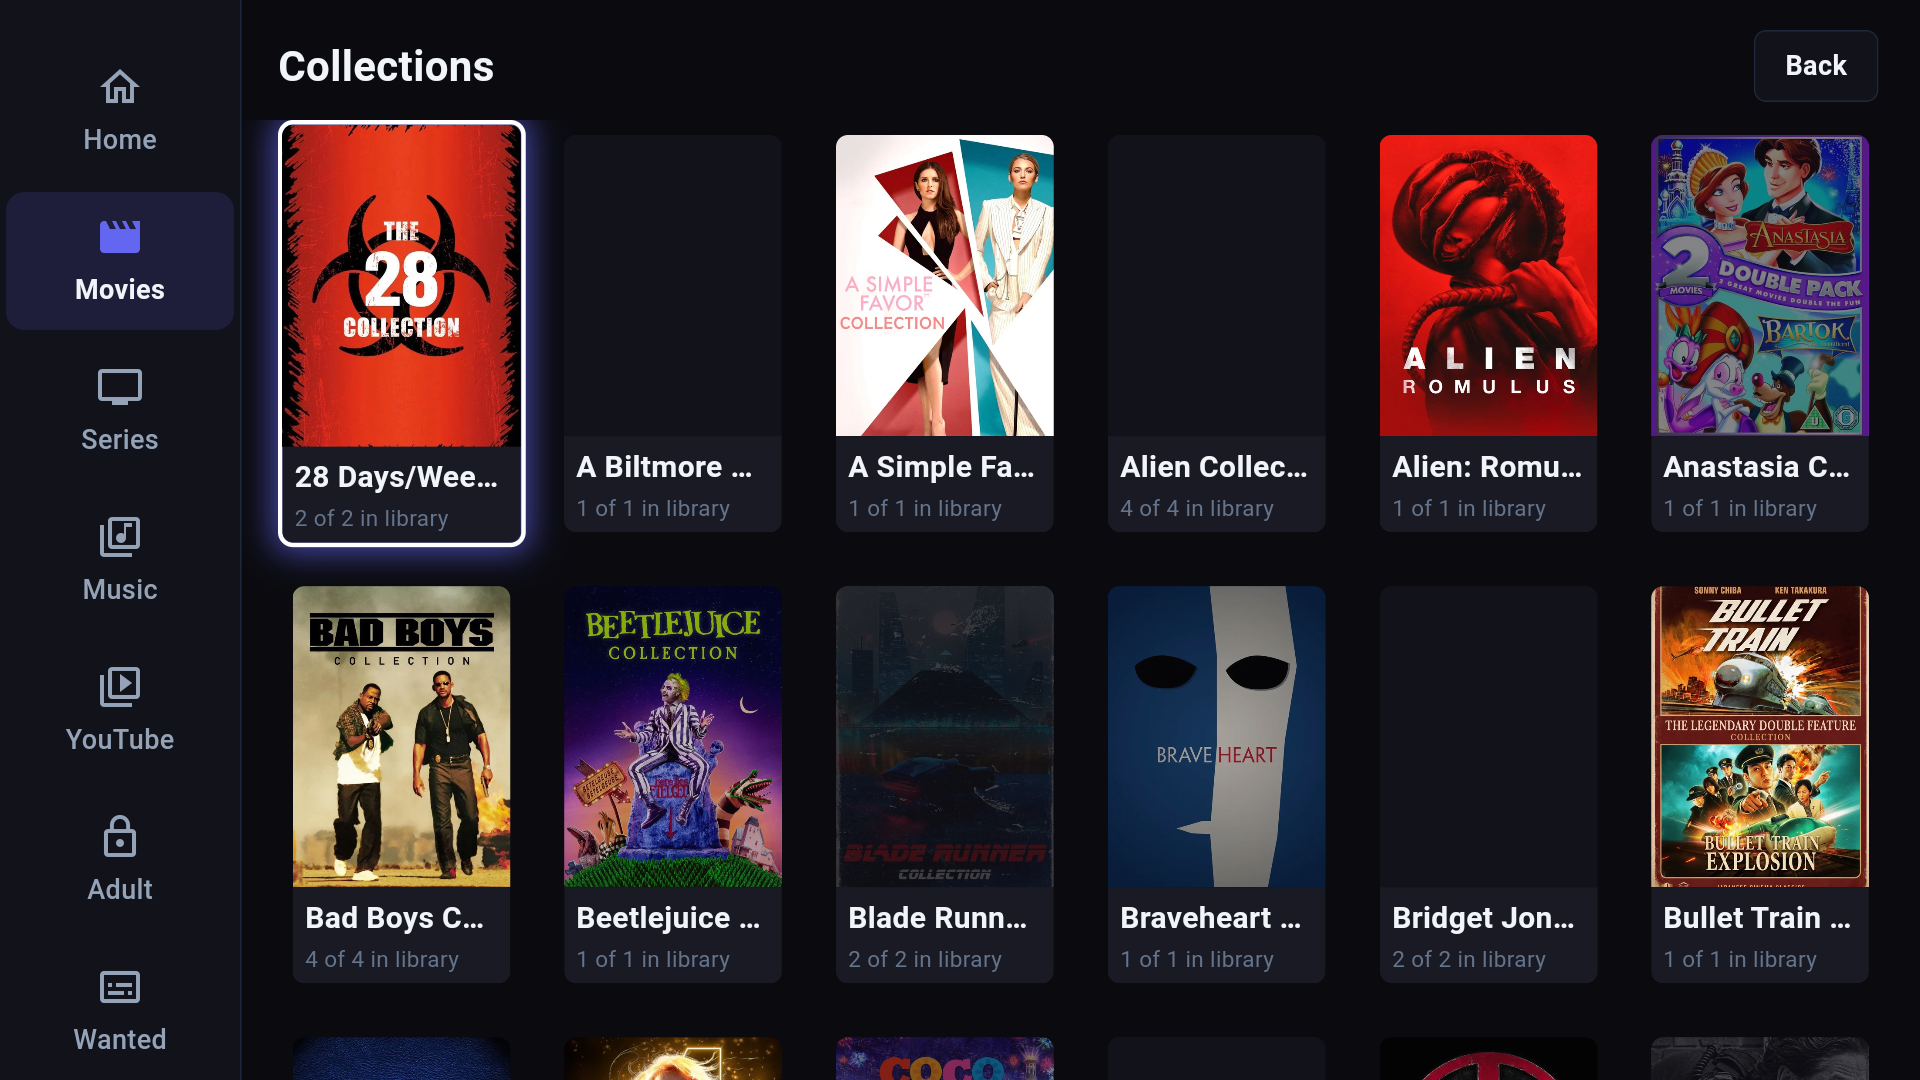 Collections
Back
Home
Movies
Series
Music
YouTube
Adult
Wanted
THE
28
COLLECTION
28 Days/Wee...
2 of 2 in library
A Biltmore ...
1 of 1 in library
A SIMPLE
FAVOR
COLLECTION
A Simple Fa...
1 of 1 in library
Alien Collec...
4 of 4 in library
ALIEN
ROMULUS
Alien: Romu...
1 of 1 in library
ANASTASIA
2
MOVIES
DOUBLE PACK
2 GREAT MOVIES DOUBLE THE FUN
BARTOK
U
Anastasia C...
1 of 1 in library
BAD BOYS
COLLECTION
Bad Boys C...
4 of 4 in library
BEETLEJUICE
COLLECTION
Beetlejuice ...
1 of 1 in library
BLADE RUNNER
COLLECTION
Blade Runn...
2 of 2 in library
BRAVEHEART
Braveheart ...
1 of 1 in library
Bridget Jon...
2 of 2 in library
SONNY CHIBA KEN TAKAKURA
BULLET
TRAIN
THE LEGENDARY DOUBLE FEATURE
COLLECTION
BULLET TRAIN
EXPLOSION
Bullet Train ...
1 of 1 in library
COCO